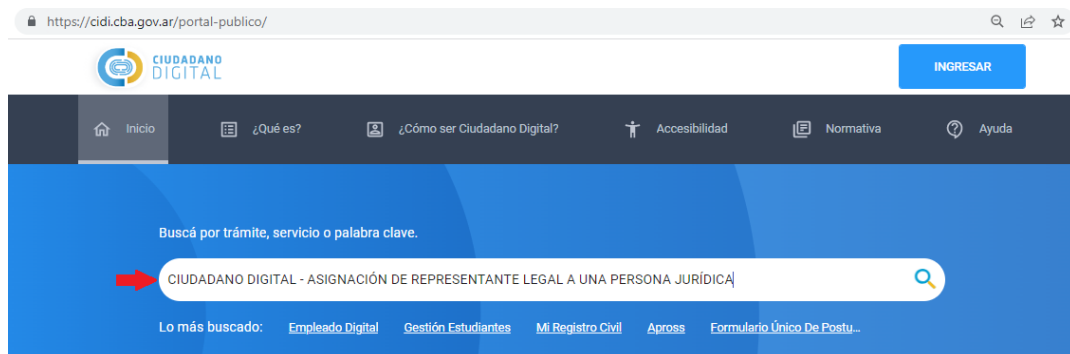 https://cidi.cba.gov.ar/portal-publico/
CIUDADANO
DIGITAL
INGRESAR
Inicio
¿Qué es?
¿Cómo ser Ciudadano Digital?
Accesibilidad
Normativa
Ayuda
Buscá por trámite, servicio o palabra clave.
CIUDADANO DIGITAL - ASIGNACIÓN DE REPRESENTANTE LEGAL A UNA PERSONA JURÍDICA
Lo más buscado: Empleado Digital Gestión Estudiantes Mi Registro Civil Apross Formulario Único De Postu...